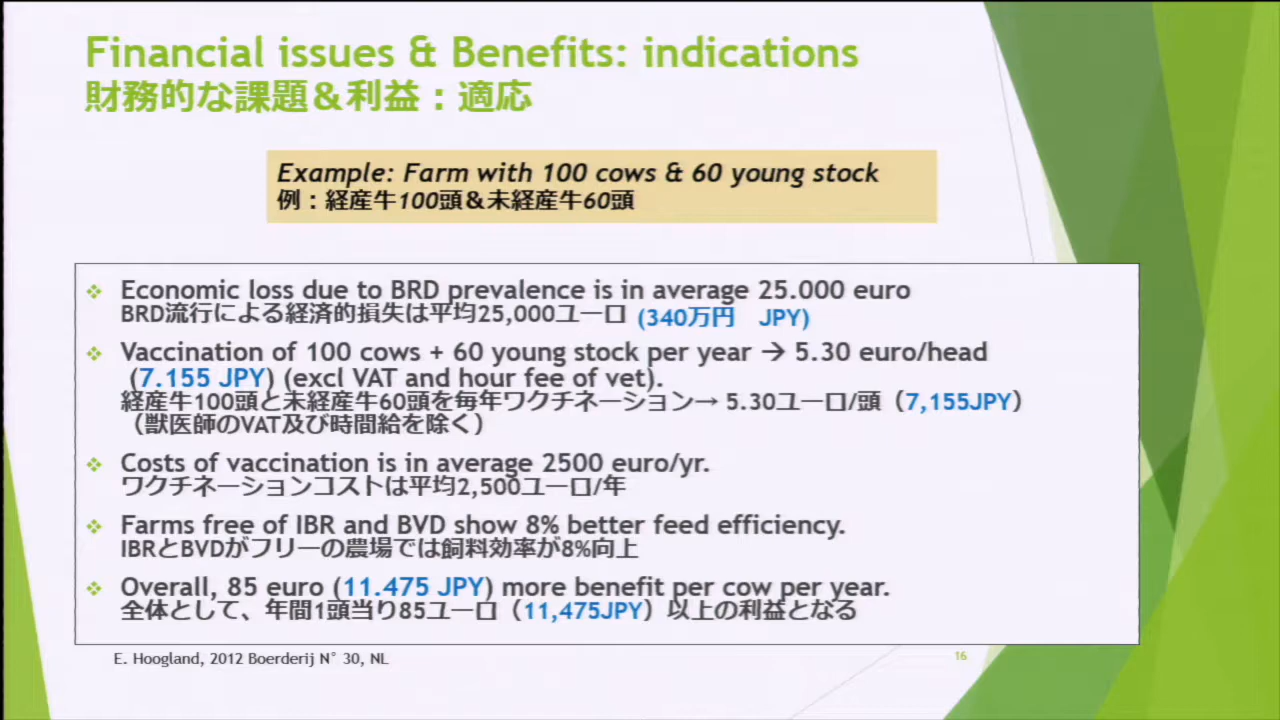 Financial issues & Benefits: indications
財務的な課題＆利益：適応
Example: Farm with 100 cows & 60 young stock
例：経産牛100頭＆未経産牛60頭
Economic loss due to BRD prevalence is in average 25.000 euro
BRD流行による経済的損失は平均25,000ユーロ (340万円　JPY)
Vaccination of 100 cows + 60 young stock per year → 5.30 euro/head
(7.155 JPY) (excl VAT and hour fee of vet).
経産牛100頭と未経産牛60頭を毎年ワクチネーション→ 5.30ユーロ/頭（7,155JPY）
（獣医師のVAT及び時間給を除く）
Costs of vaccination is in average 2500 euro/yr.
ワクチネーションコストは平均2,500ユーロ/年
Farms free of IBR and BVD show 8% better feed efficiency.
IBRとBVDがフリーの農場では飼料効率が8%向上
Overall, 85 euro (11.475 JPY) more benefit per cow per year.
全体として、年間1頭当り85ユーロ（11,475JPY）以上の利益となる
E. Hoogland, 2012 Boerderij N° 30, NL
16